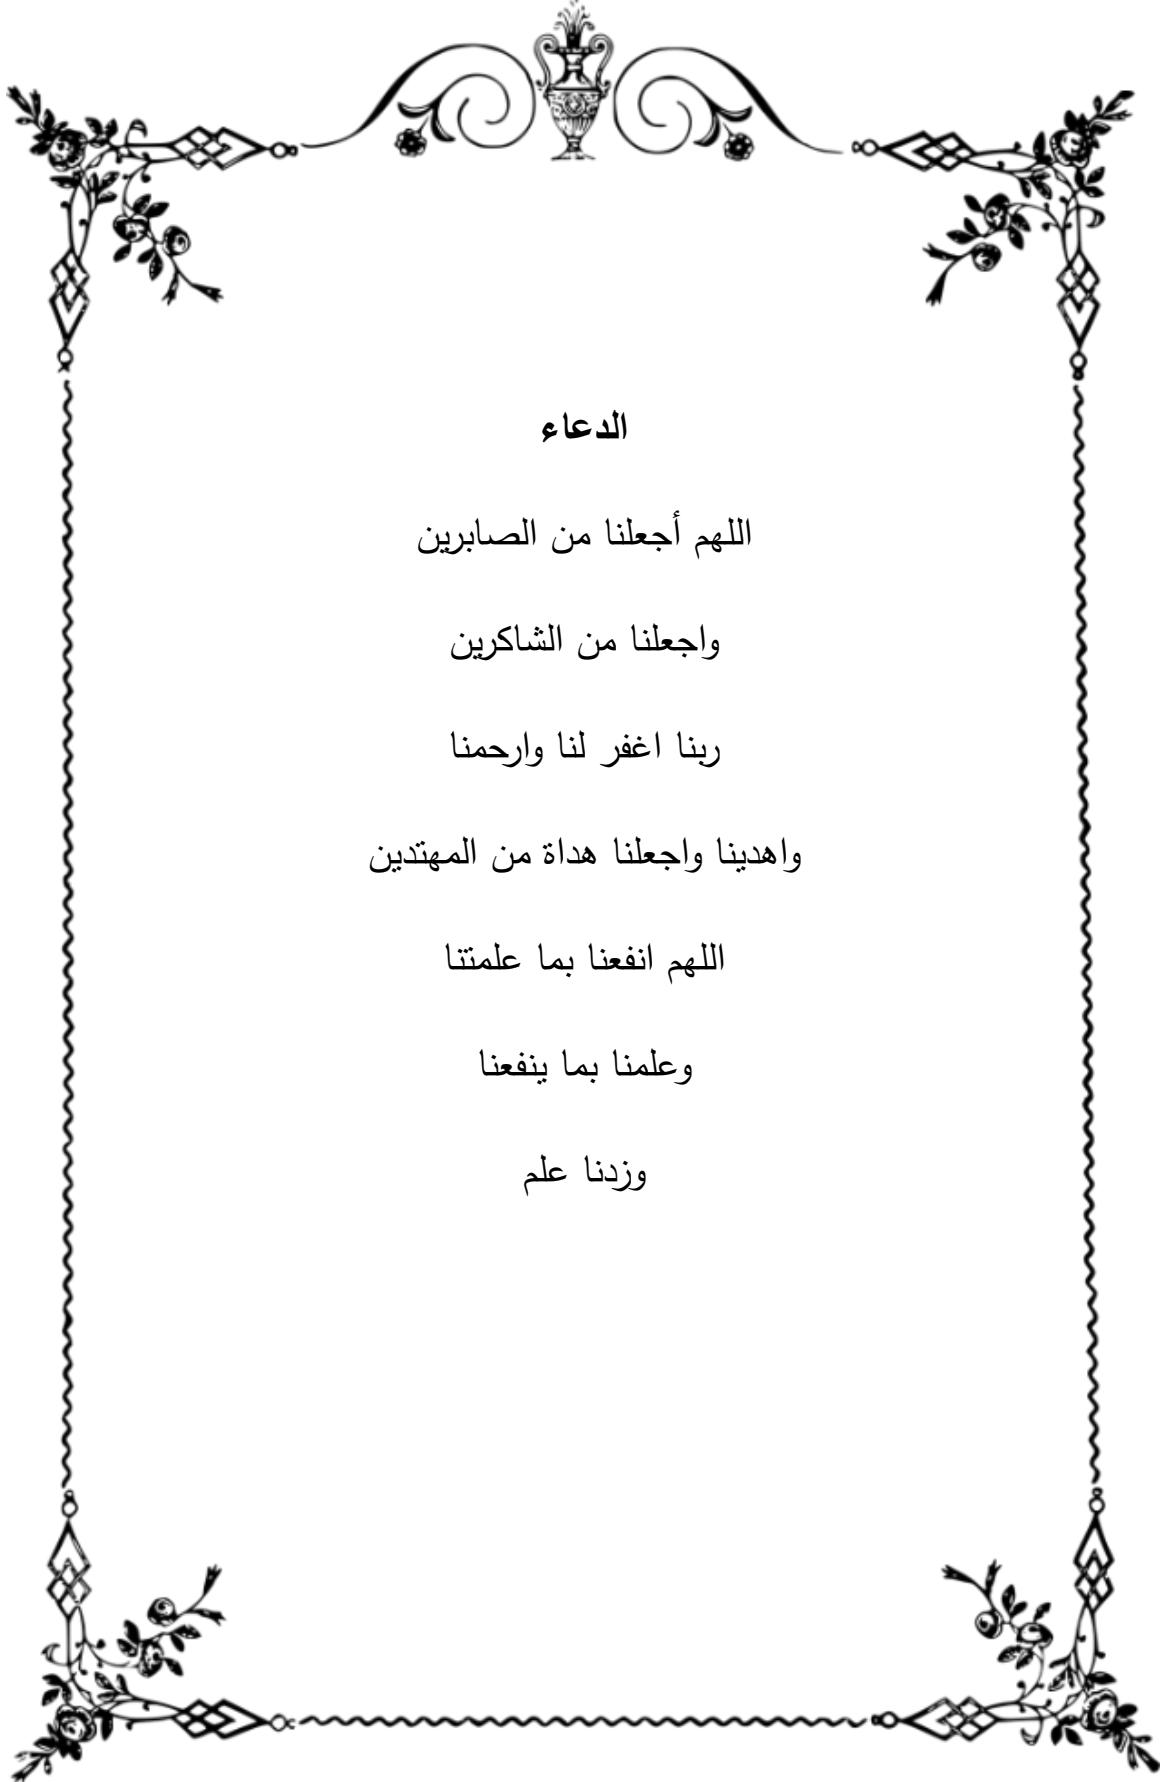 الدعاء
اللهم أجعلنا من الصابرين
واجعلنا من الشاكرين
ربنا اغفر لنا وارحمنا
واهدينا واجعلنا هداة من المهتدين
اللهم انفعنا بما علمتنا
وعلمنا بما ينفعنا
وزدنا علم